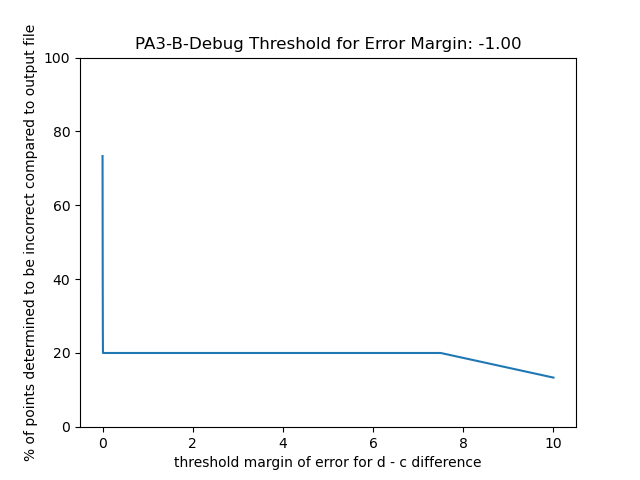 PA3-B-Debug Threshold for Error Margin: -1.00
% of points determined to be incorrect compared to output file
100
80
60
40
20
0
0 2 4 6 8 10
threshold margin of error for d - c difference